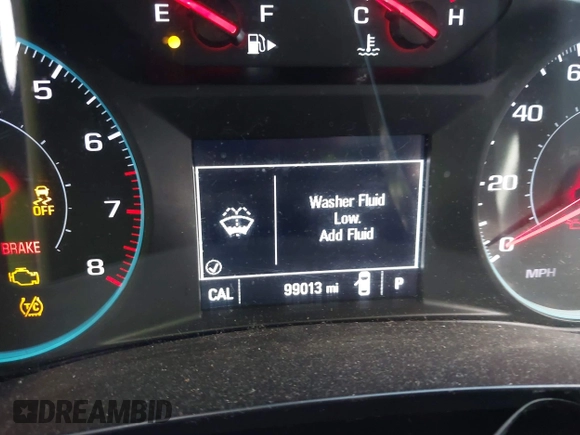 E F C H
5
6
7
8
OFF
BRAKE
T/C
Washer Fluid
Low.
Add Fluid
CAL 99013 mi P
60
40
20
0
MPH
DREAMBID